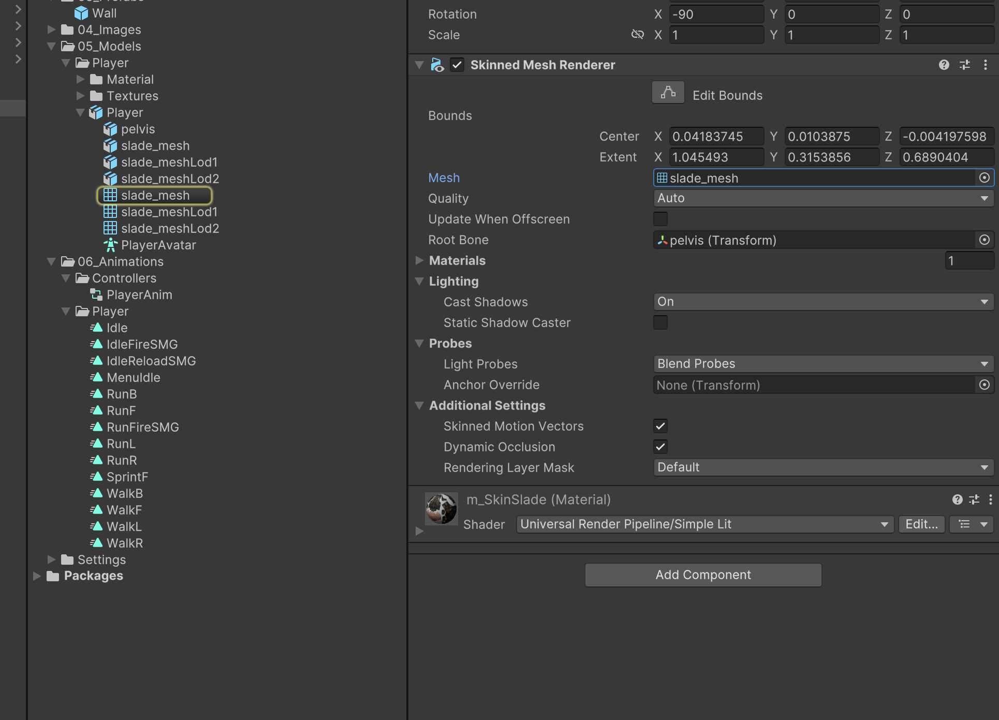 Wall
04_Images
05_Models
Player
Material
Textures
Player
pelvis
slade_mesh
slade_meshLod1
slade_meshLod2
slade_mesh
slade_meshLod1
slade_meshLod2
PlayerAvatar
06_Animations
Controllers
PlayerAnim
Player
Idle
IdleFireSMG
IdleReloadSMG
MenuIdle
RunB
RunF
RunFireSMG
RunL
RunR
SprintF
WalkB
WalkF
WalkL
WalkR
Settings
Packages
Rotation X -90 Y 0 Z 0
Scale X 1 Y 1 Z 1
Skinned Mesh Renderer
Edit Bounds
Bounds
Center X 0.04183745 Y 0.0103875 Z -0.004197598
Extent X 1.045493 Y 0.3153856 Z 0.6890404
Mesh slade_mesh
Quality Auto
Update When Offscreen
Root Bone pelvis (Transform)
Materials 1
Lighting
Cast Shadows On
Static Shadow Caster
Probes
Light Probes Blend Probes
Anchor Override None (Transform)
Additional Settings
Skinned Motion Vectors
Dynamic Occlusion
Rendering Layer Mask Default
m_SkinSlade (Material)
Shader Universal Render Pipeline/Simple Lit Edit...
Add Component